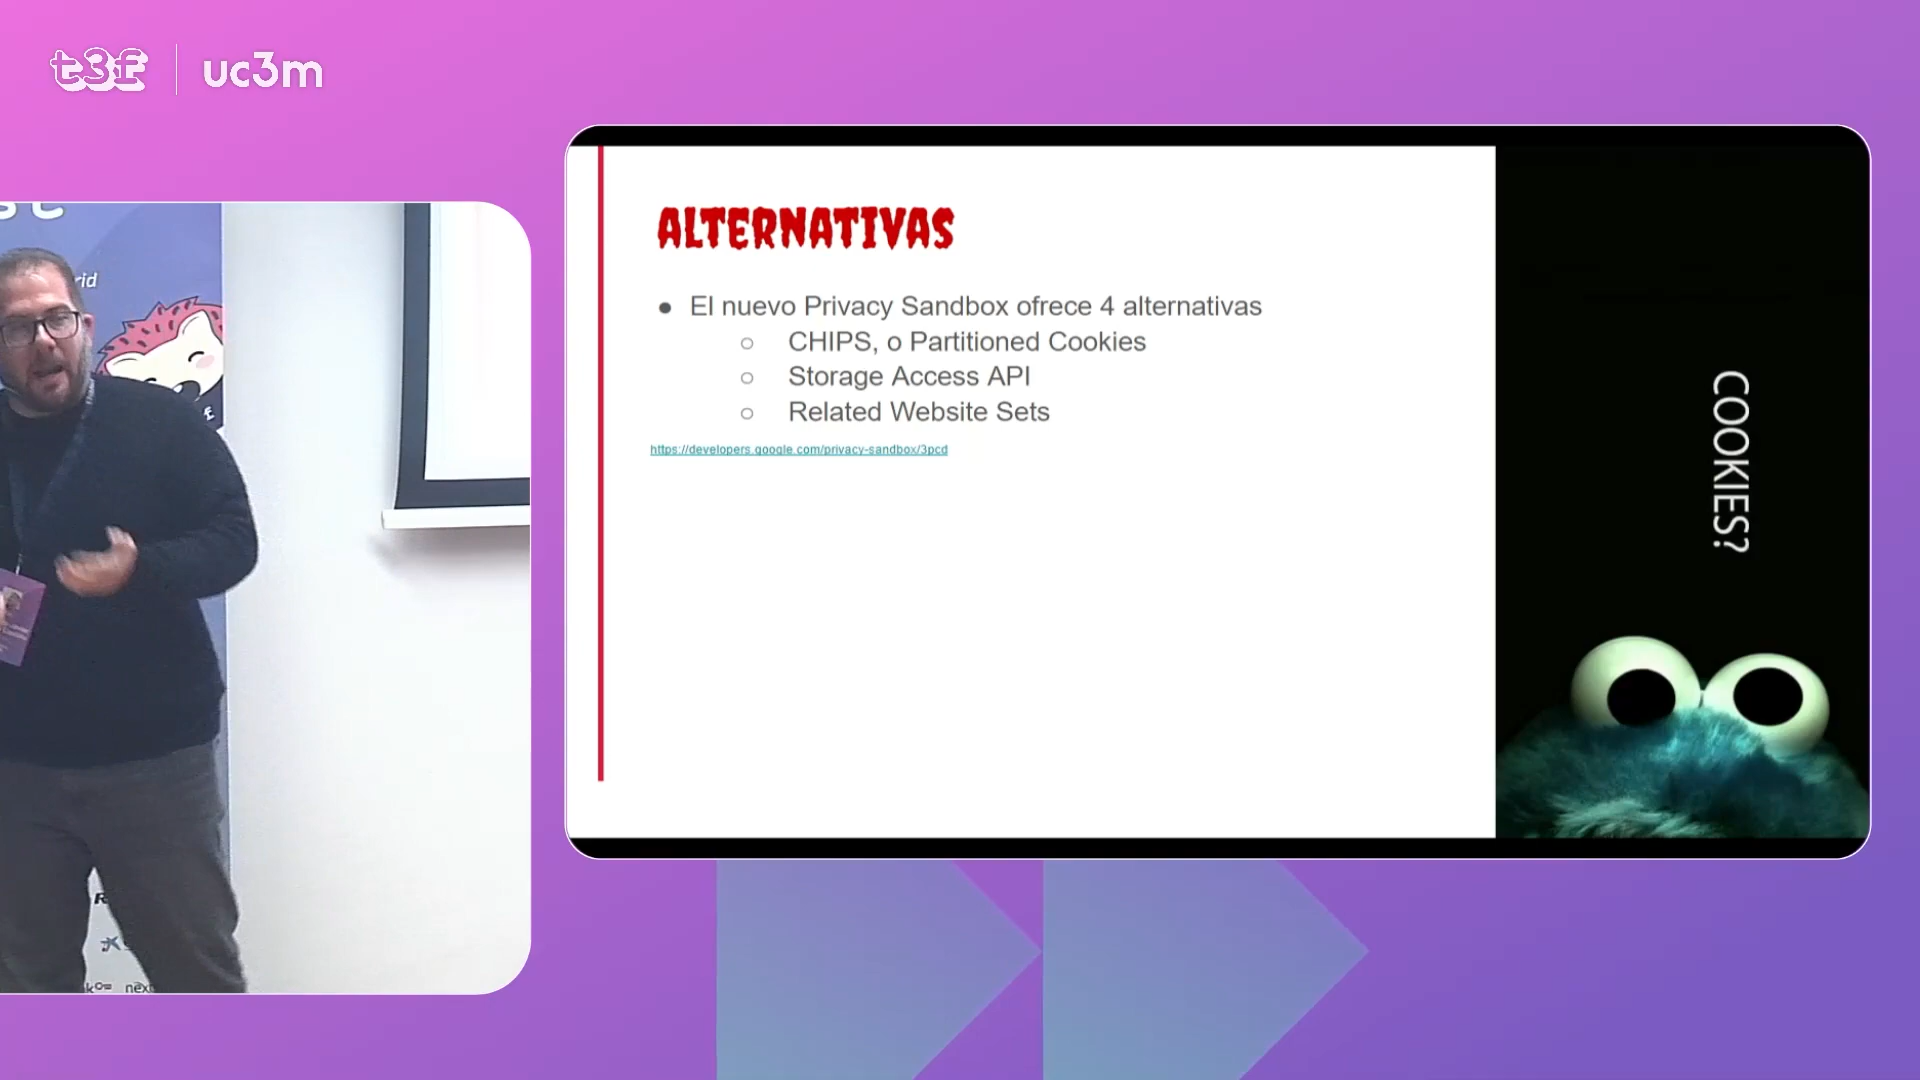 t3f
uc3m
ALTERNATIVAS
● El nuevo Privacy Sandbox ofrece 4 alternativas
○ CHIPS, o Partitioned Cookies
○ Storage Access API
○ Related Website Sets
https://developers.google.com/privacy-sandbox/3pcd
COOKIES?
rid